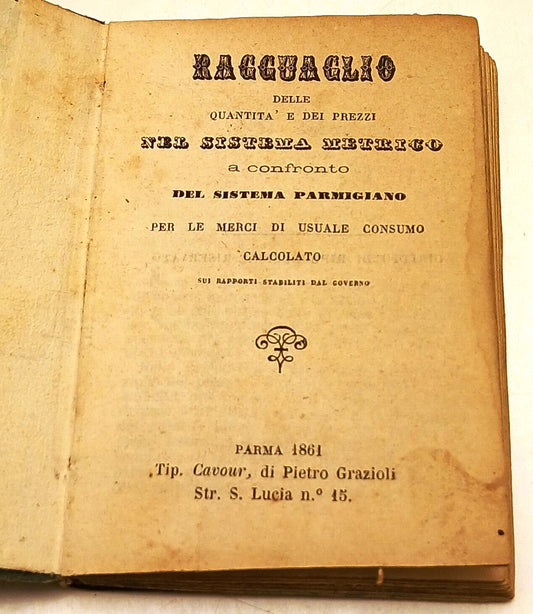 RAGGUAGLIO
DELLE
QUANTITA' E DEI PREZZI
NEL SISTEMA METRICO
a confronto
DEL SISTEMA PARMIGIANO
PER LE MERCI DI USUALE CONSUMO
CALCOLATO
SUI RAPPORTI STABILITI DAL GOVERNO
PARMA 1861
Tip. Cavour, di Pietro Grazioli
Str. S. Lucia n.° 15.